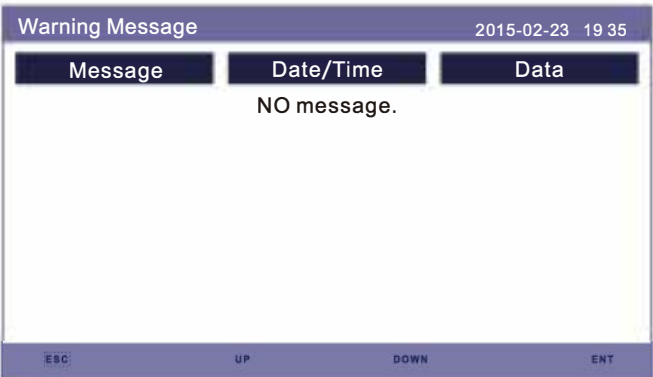 Warning Message 2015-02-23 19 35
Message Date/Time Data
NO message.
ESC UP DOWN ENT